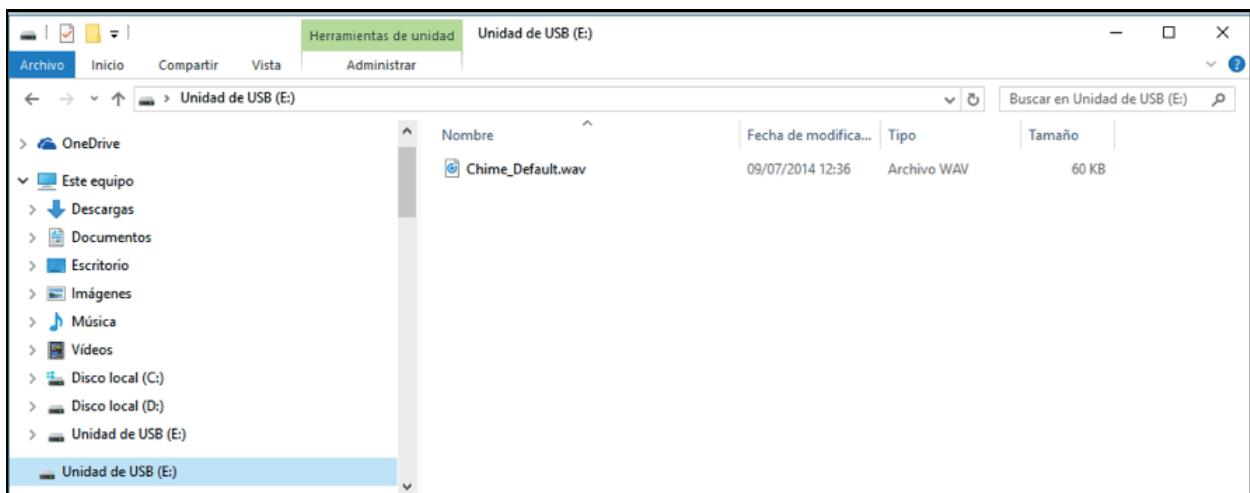 Herramientas de unidad Unidad de USB (E:)
Archivo Inicio Compartir Vista Administrar
Unidad de USB (E:) Buscar en Unidad de USB (E:)
OneDrive
Este equipo
Descargas
Documentos
Escritorio
Imágenes
Música
Vídeos
Disco local (C:)
Disco local (D:)
Unidad de USB (E:)
Unidad de USB (E:)
Nombre Fecha de modifica... Tipo Tamaño
Chime_Default.wav 09/07/2014 12:36 Archivo WAV 60 KB